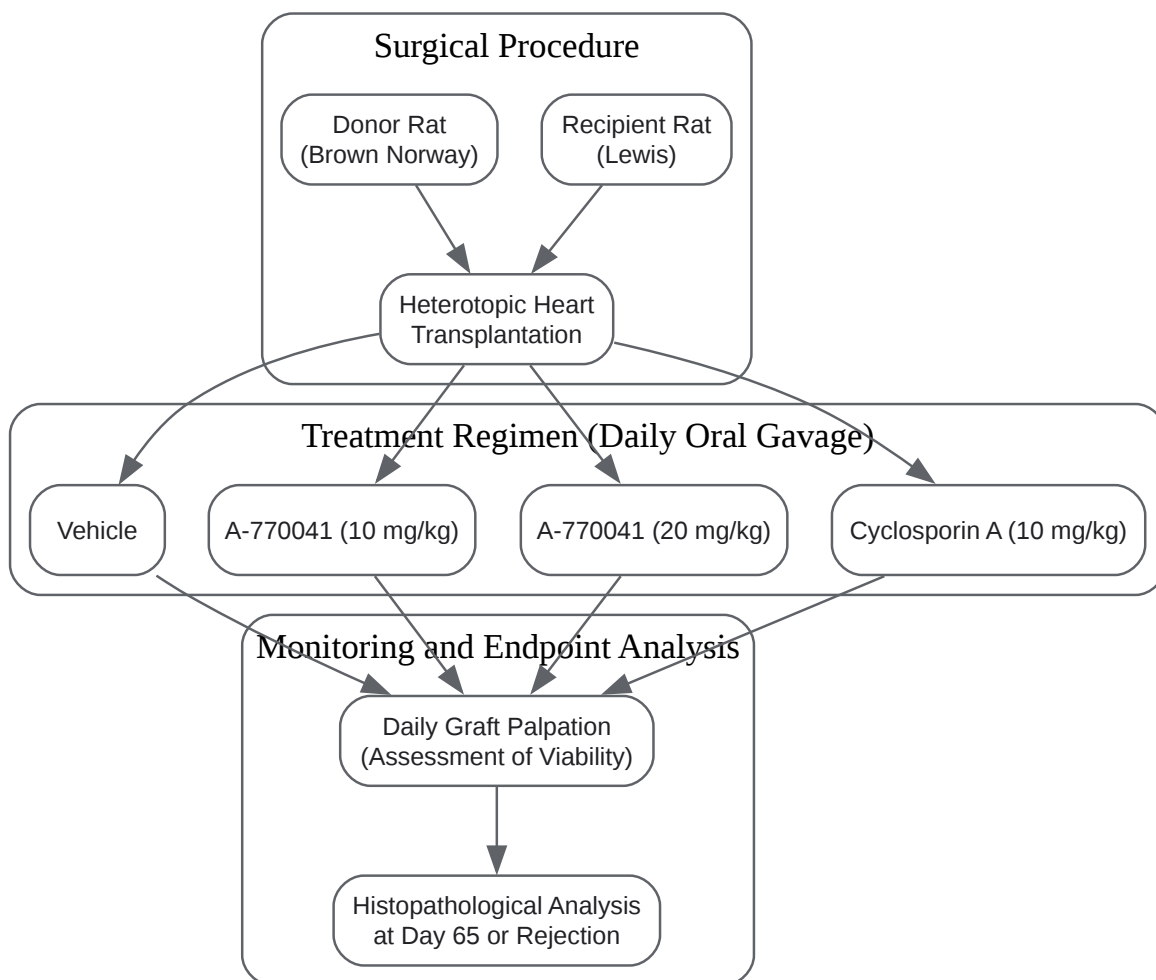 Surgical Procedure
Donor Rat
(Brown Norway)
Recipient Rat
(Lewis)
Heterotopic Heart
Transplantation
Treatment Regimen (Daily Oral Gavage)
Vehicle
A-770041 (10 mg/kg)
A-770041 (20 mg/kg)
Cyclosporin A (10 mg/kg)
Monitoring and Endpoint Analysis
Daily Graft Palpation
(Assessment of Viability)
Histopathological Analysis
at Day 65 or Rejection